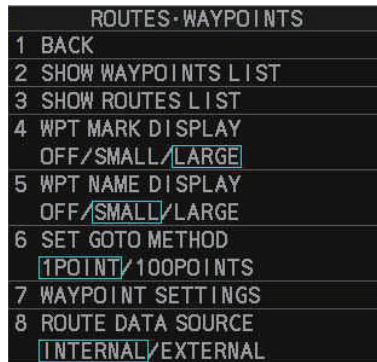 ROUTES·WAYPOINTS
1 BACK
2 SHOW WAYPOINTS LIST
3 SHOW ROUTES LIST
4 WPT MARK DISPLAY
OFF/SMALL/LARGE
5 WPT NAME DISPLAY
OFF/SMALL/LARGE
6 SET GOTO METHOD
1POINT/100POINTS
7 WAYPOINT SETTINGS
8 ROUTE DATA SOURCE
INTERNAL/EXTERNAL